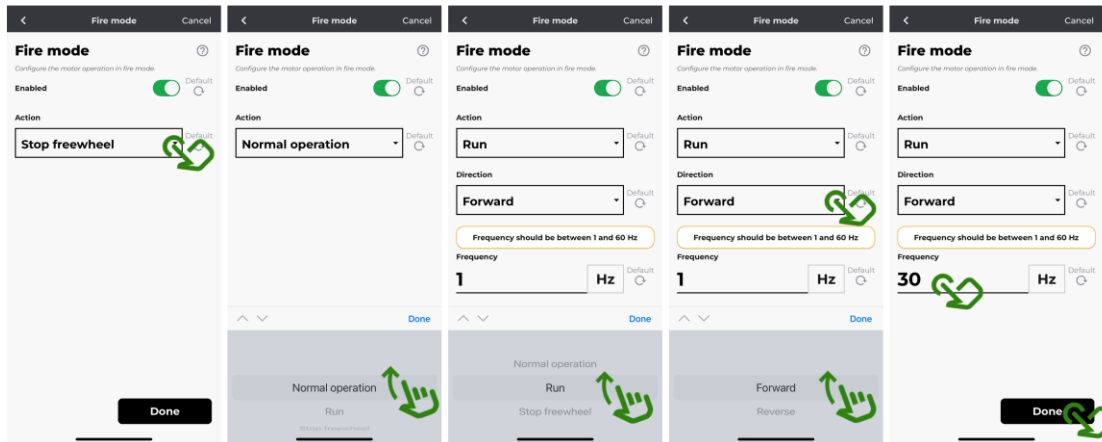 Fire mode Cancel
Fire mode
Configure the motor operation in fire mode.
Enabled Default
Action
Stop freewheel Default
Done
Fire mode Cancel
Fire mode
Configure the motor operation in fire mode.
Enabled Default
Action
Normal operation Default
Done
Normal operation
Run
Stop freewheel
Fire mode Cancel
Fire mode
Configure the motor operation in fire mode.
Enabled Default
Action
Run Default
Direction
Forward Default
Frequency should be between 1 and 60 Hz
Frequency
1 Hz Default
Done
Normal operation
Run
Stop freewheel
Fire mode Cancel
Fire mode
Configure the motor operation in fire mode.
Enabled Default
Action
Run Default
Direction
Forward Default
Frequency should be between 1 and 60 Hz
Frequency
1 Hz Default
Done
Forward
Reverse
Fire mode Cancel
Fire mode
Configure the motor operation in fire mode.
Enabled Default
Action
Run Default
Direction
Forward Default
Frequency should be between 1 and 60 Hz
Frequency
30 Hz Default
Done